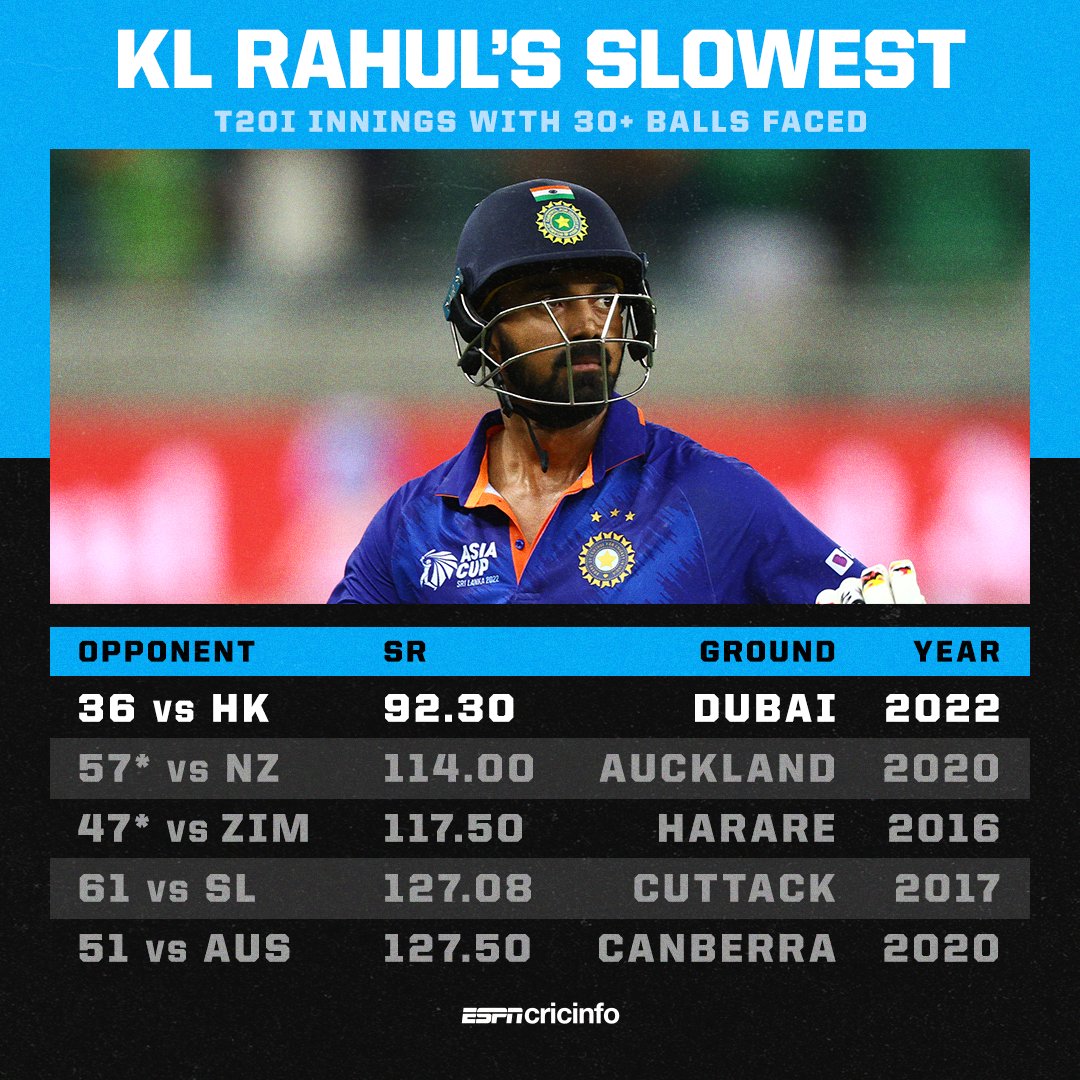 KL RAHUL'S SLOWEST
T20I INNINGS WITH 30+ BALLS FACED
ASIA
CUP
SRI LANKA 2022
OPPONENT SR GROUND YEAR
36 vs HK 92.30 DUBAI 2022
57* vs NZ 114.00 AUCKLAND 2020
47* vs ZIM 117.50 HARARE 2016
61 vs SL 127.08 CUTTACK 2017
51 vs AUS 127.50 CANBERRA 2020
ESPNcricinfo